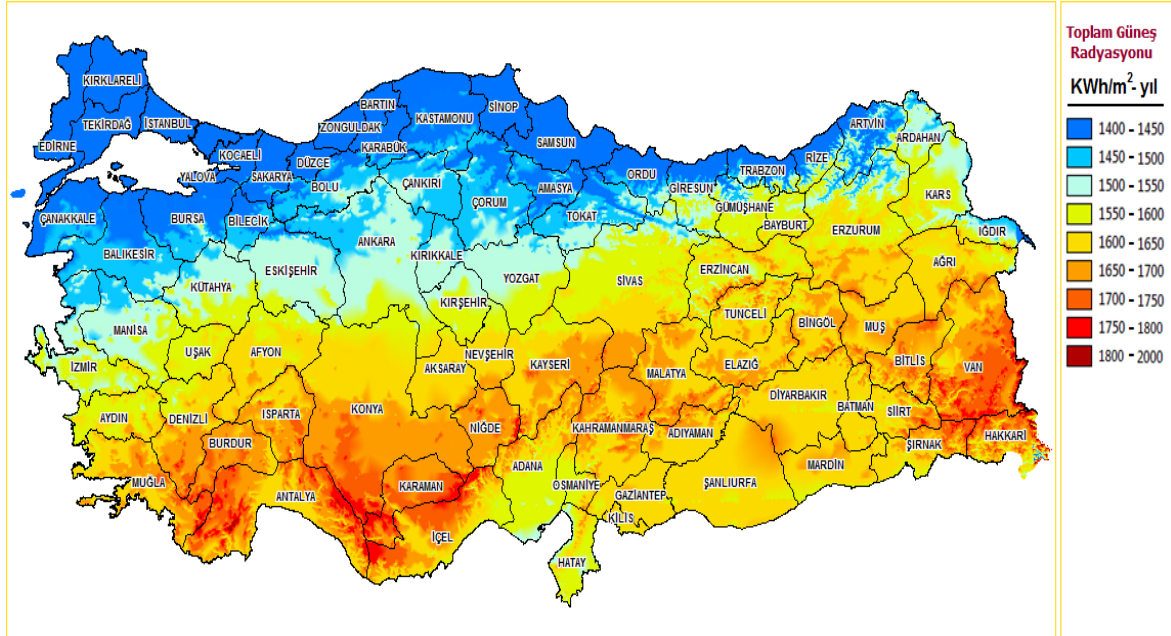 Toplam Güneş
Radyasyonu
KWh/m²- yıl
1400 - 1450
1450 - 1500
1500 - 1550
1550 - 1600
1600 - 1650
1650 - 1700
1700 - 1750
1750 - 1800
1800 - 2000
KIRKLARELİ
TEKİRDAĞ
İSTANBUL
EDİRNE
KOCAELİ
YALOVA
SAKARYA
DÜZCE
BOLU
ZONGULDAK
BARTIN
KARABÜK
KASTAMONU
SİNOP
SAMSUN
ÇANKIRI
ÇORUM
AMASYA
TOKAT
ORDU
GİRESUN
TRABZON
RİZE
ARTVİN
ARDAHAN
KARS
GÜMÜŞHANE
BAYBURT
ERZURUM
IĞDIR
AĞRI
ÇANAKKALE
BURSA
BİLECİK
BALIKESİR
KÜTAHYA
ESKİŞEHİR
ANKARA
KIRIKKALE
YOZGAT
KIRŞEHİR
SİVAS
ERZİNCAN
TUNCELİ
BİNGÖL
MUŞ
BİTLİS
VAN
MANİSA
İZMİR
UŞAK
AFYON
AKSARAY
NEVŞEHİR
KAYSERİ
MALATYA
ELAZIĞ
DİYARBAKIR
BATMAN
SİİRT
ŞIRNAK
HAKKARİ
AYDIN
DENİZLİ
ISPARTA
BURDUR
KONYA
NİĞDE
KAHRAMANMARAŞ
ADIYAMAN
MARDİN
MUĞLA
ANTALYA
KARAMAN
İÇEL
ADANA
OSMANİYE
GAZİANTEP
ŞANLIURFA
KİLİS
HATAY